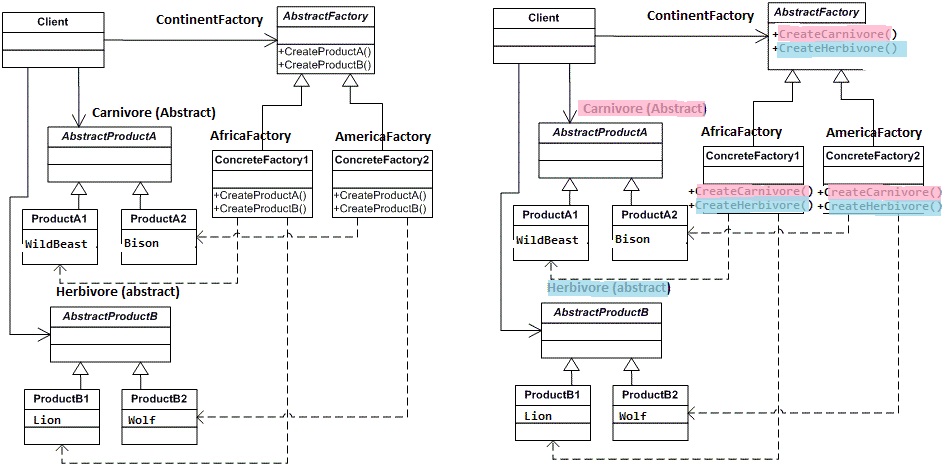 Client
ContinentFactory
AbstractFactory
+CreateProductA()
+CreateProductB()
Carnivore (Abstract)
AbstractProductA
AfricaFactory
AmericaFactory
ConcreteFactory1
ConcreteFactory2
+CreateProductA()
+CreateProductB()
+CreateProductA()
+CreateProductB()
ProductA1
ProductA2
WildBeast
Bison
Herbivore (abstract)
AbstractProductB
ProductB1
ProductB2
Lion
Wolf
Client
ContinentFactory
AbstractFactory
+CreateCarnivore()
+CreateHerbivore()
Carnivore (Abstract)
AbstractProductA
AfricaFactory
AmericaFactory
ConcreteFactory1
ConcreteFactory2
+CreateCarnivore()
+CreateHerbivore()
+CreateCarnivore()
+CreateHerbivore()
ProductA1
ProductA2
WildBeast
Bison
Herbivore (abstract)
AbstractProductB
ProductB1
ProductB2
Lion
Wolf